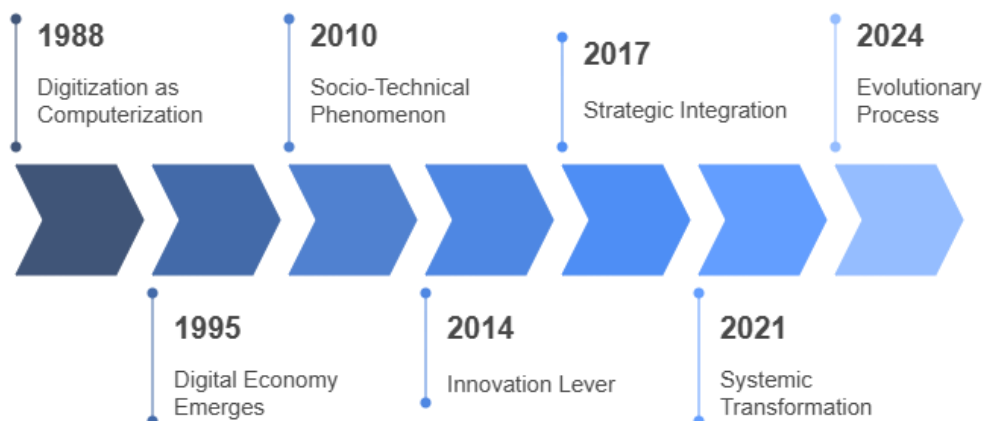 1988
Digitization as
Computerization
2010
Socio-Technical
Phenomenon
2017
Strategic Integration
2024
Evolutionary
Process
1995
Digital Economy
Emerges
2014
Innovation Lever
2021
Systemic
Transformation